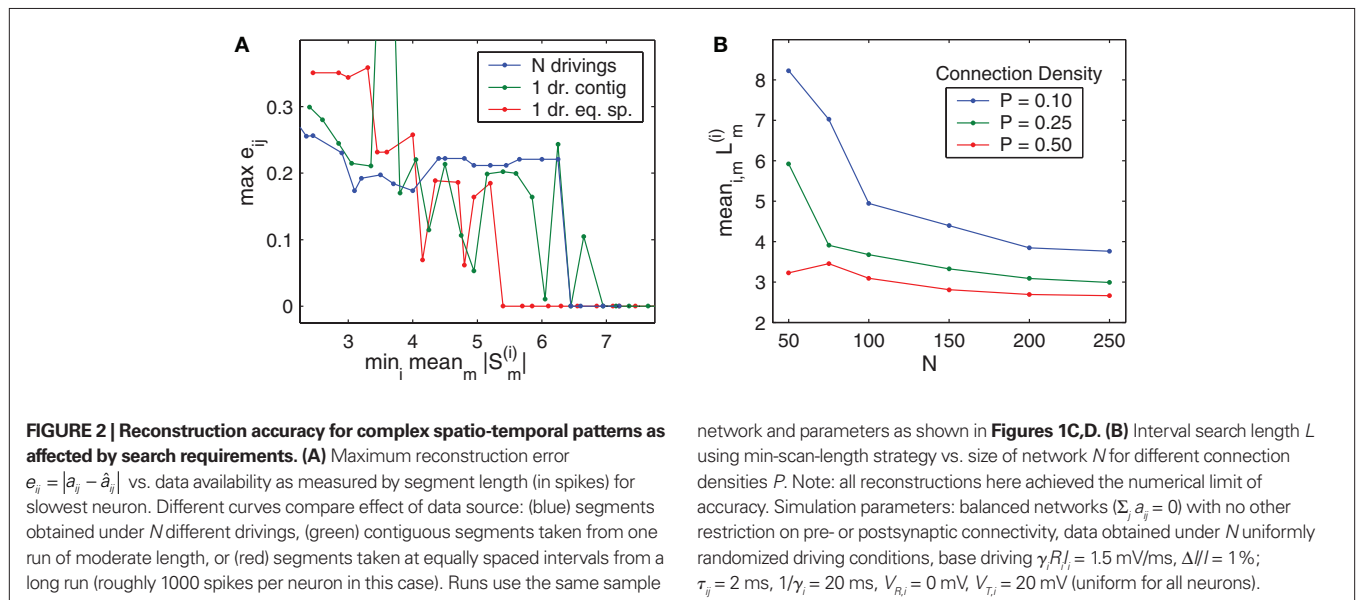 A
N drivings
1 dr. contig
1 dr. eq. sp.
max e_ij
0.3
0.2
0.1
0
3 4 5 6 7
min_i mean_m |S_m^(i)|
B
Connection Density
P = 0.10
P = 0.25
P = 0.50
mean_i,m L_m^(i)
8
7
6
5
4
3
2
50 100 150 200 250
N
FIGURE 2 | Reconstruction accuracy for complex spatio-temporal patterns as
affected by search requirements. (A) Maximum reconstruction error
e_ij = |a_ij − â_ij| vs. data availability as measured by segment length (in spikes) for
slowest neuron. Different curves compare effect of data source: (blue) segments
obtained under N different drivings, (green) contiguous segments taken from one
run of moderate length, or (red) segments taken at equally spaced intervals from a
long run (roughly 1000 spikes per neuron in this case). Runs use the same sample
network and parameters as shown in Figures 1C,D. (B) Interval search length L
using min-scan-length strategy vs. size of network N for different connection
densities P. Note: all reconstructions here achieved the numerical limit of
accuracy. Simulation parameters: balanced networks (Σ_j a_ij = 0) with no other
restriction on pre- or postsynaptic connectivity, data obtained under N uniformly
randomized driving conditions, base driving γ_i R_i I_i = 1.5 mV/ms, ΔI/I = 1%;
τ_ij = 2 ms, 1/γ_i = 20 ms, V_R,i = 0 mV, V_T,i = 20 mV (uniform for all neurons).